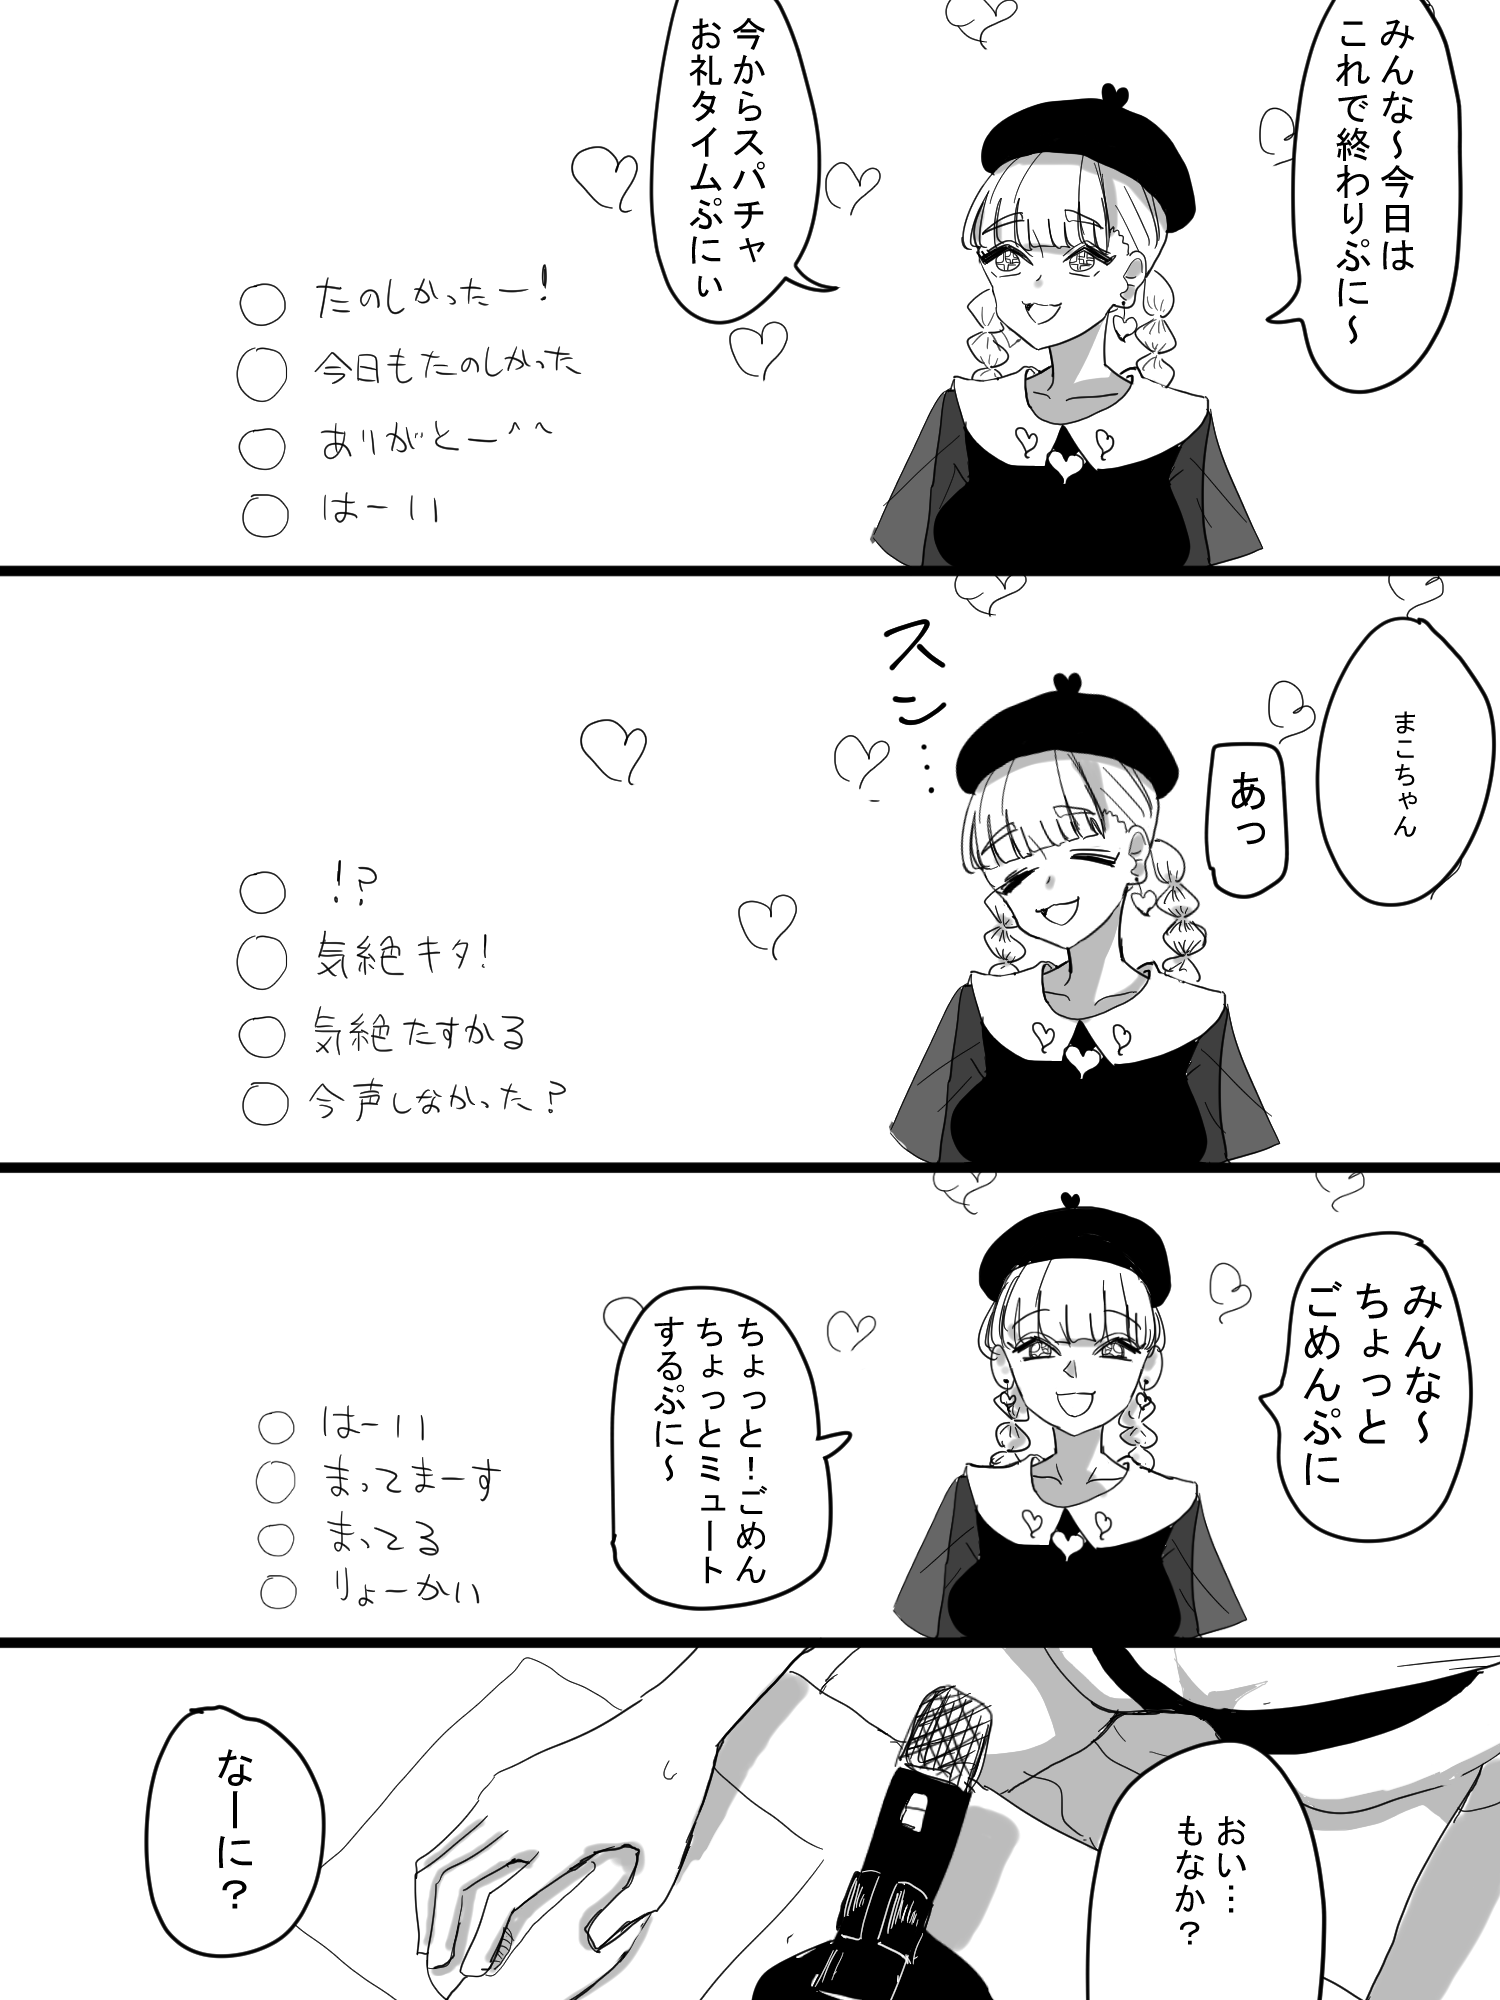 みんな～今日は
これで終わりぷに～
今からスパチャ
お礼タイムぷにぃ
たのしかったー！
今日もたのしかった
ありがとー^^
はーい
まこちゃん
あっ
スン…
！？
気絶キタ！
気絶たすかる
今声しなかった？
みんな～
ちょっと
ごめんぷに
ちょっと！ごめん
ちょっとミュート
するぷに～
はーい
まってまーす
まってる
りょーかい
おい…
もなか？
なーに？